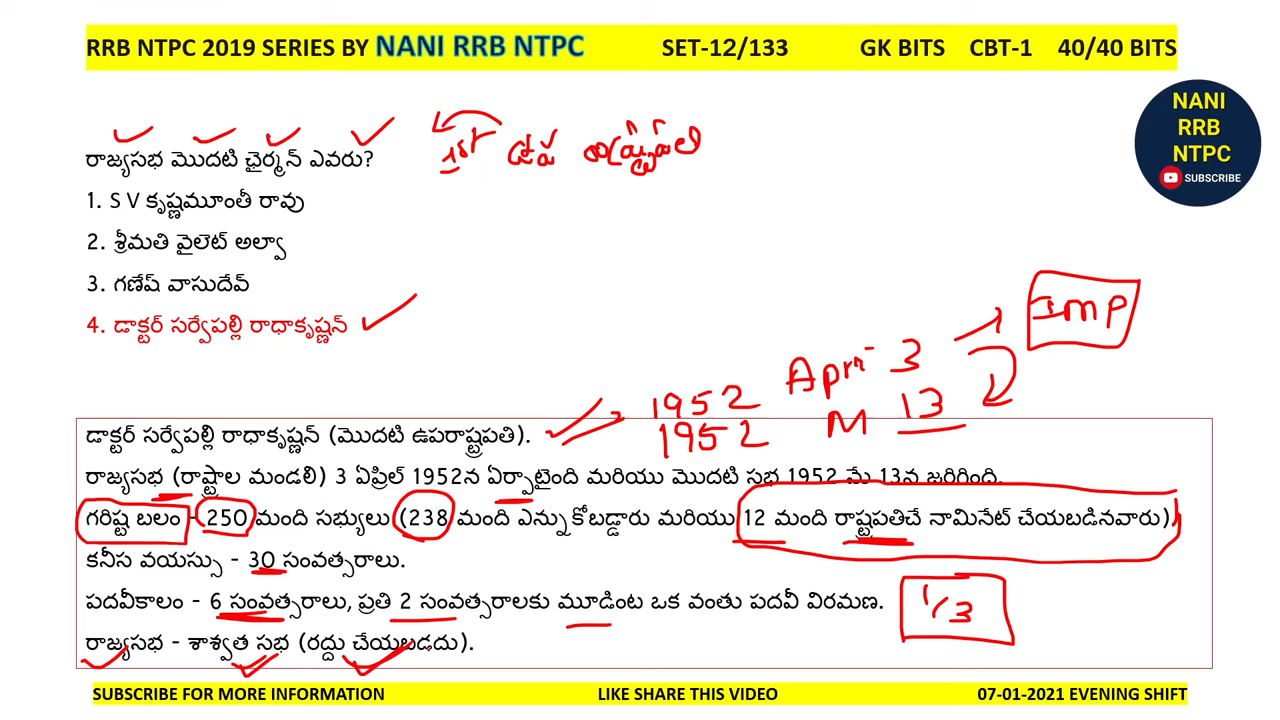 RRB NTPC 2019 SERIES BY NANI RRB NTPC SET-12/133 GK BITS CBT-1 40/40 BITS
NANI
RRB
NTPC
SUBSCRIBE
1st ఉప
రాజ్యసభ మొదటి ఛైర్మన్ ఎవరు?
1. S V కృష్ణమూంతీ రావు
2. శ్రీమతి వైలెట్ అల్వా
3. గణేష్ వాసుదేవ్
4. డాక్టర్ సర్వేపల్లి రాధాకృష్ణన్
IMP
1952 April 3
1952 M 13
డాక్టర్ సర్వేపల్లి రాధాకృష్ణన్ (మొదటి ఉపరాష్ట్రపతి).
రాజ్యసభ (రాష్ట్రాల మండలి) 3 ఏప్రిల్ 1952న ఏర్పాటైంది మరియు మొదటి సభ 1952 మే 13న జరిగింది.
గరిష్ట బలం - 250 మంది సభ్యులు (238 మంది ఎన్ను కోబడ్డారు మరియు 12 మంది రాష్ట్రపతిచే నామినేట్ చేయబడినవారు)
కనీస వయస్సు - 30 సంవత్సరాలు.
పదవీకాలం - 6 సంవత్సరాలు, ప్రతి 2 సంవత్సరాలకు మూడింట ఒక వంతు పదవీ విరమణ.
1/3
రాజ్యసభ - శాశ్వత సభ (రద్దు చేయబడదు).
SUBSCRIBE FOR MORE INFORMATION LIKE SHARE THIS VIDEO 07-01-2021 EVENING SHIFT